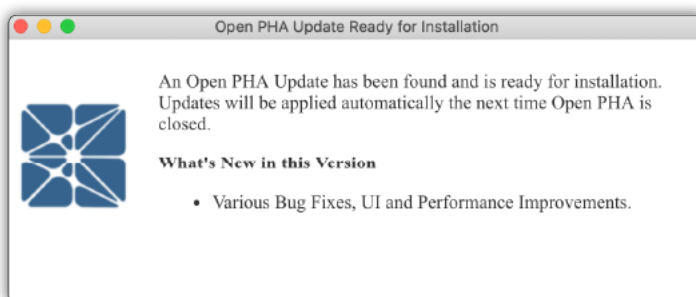 Open PHA Update Ready for Installation
An Open PHA Update has been found and is ready for installation.
Updates will be applied automatically the next time Open PHA is
closed.
What's New in this Version
• Various Bug Fixes, UI and Performance Improvements.